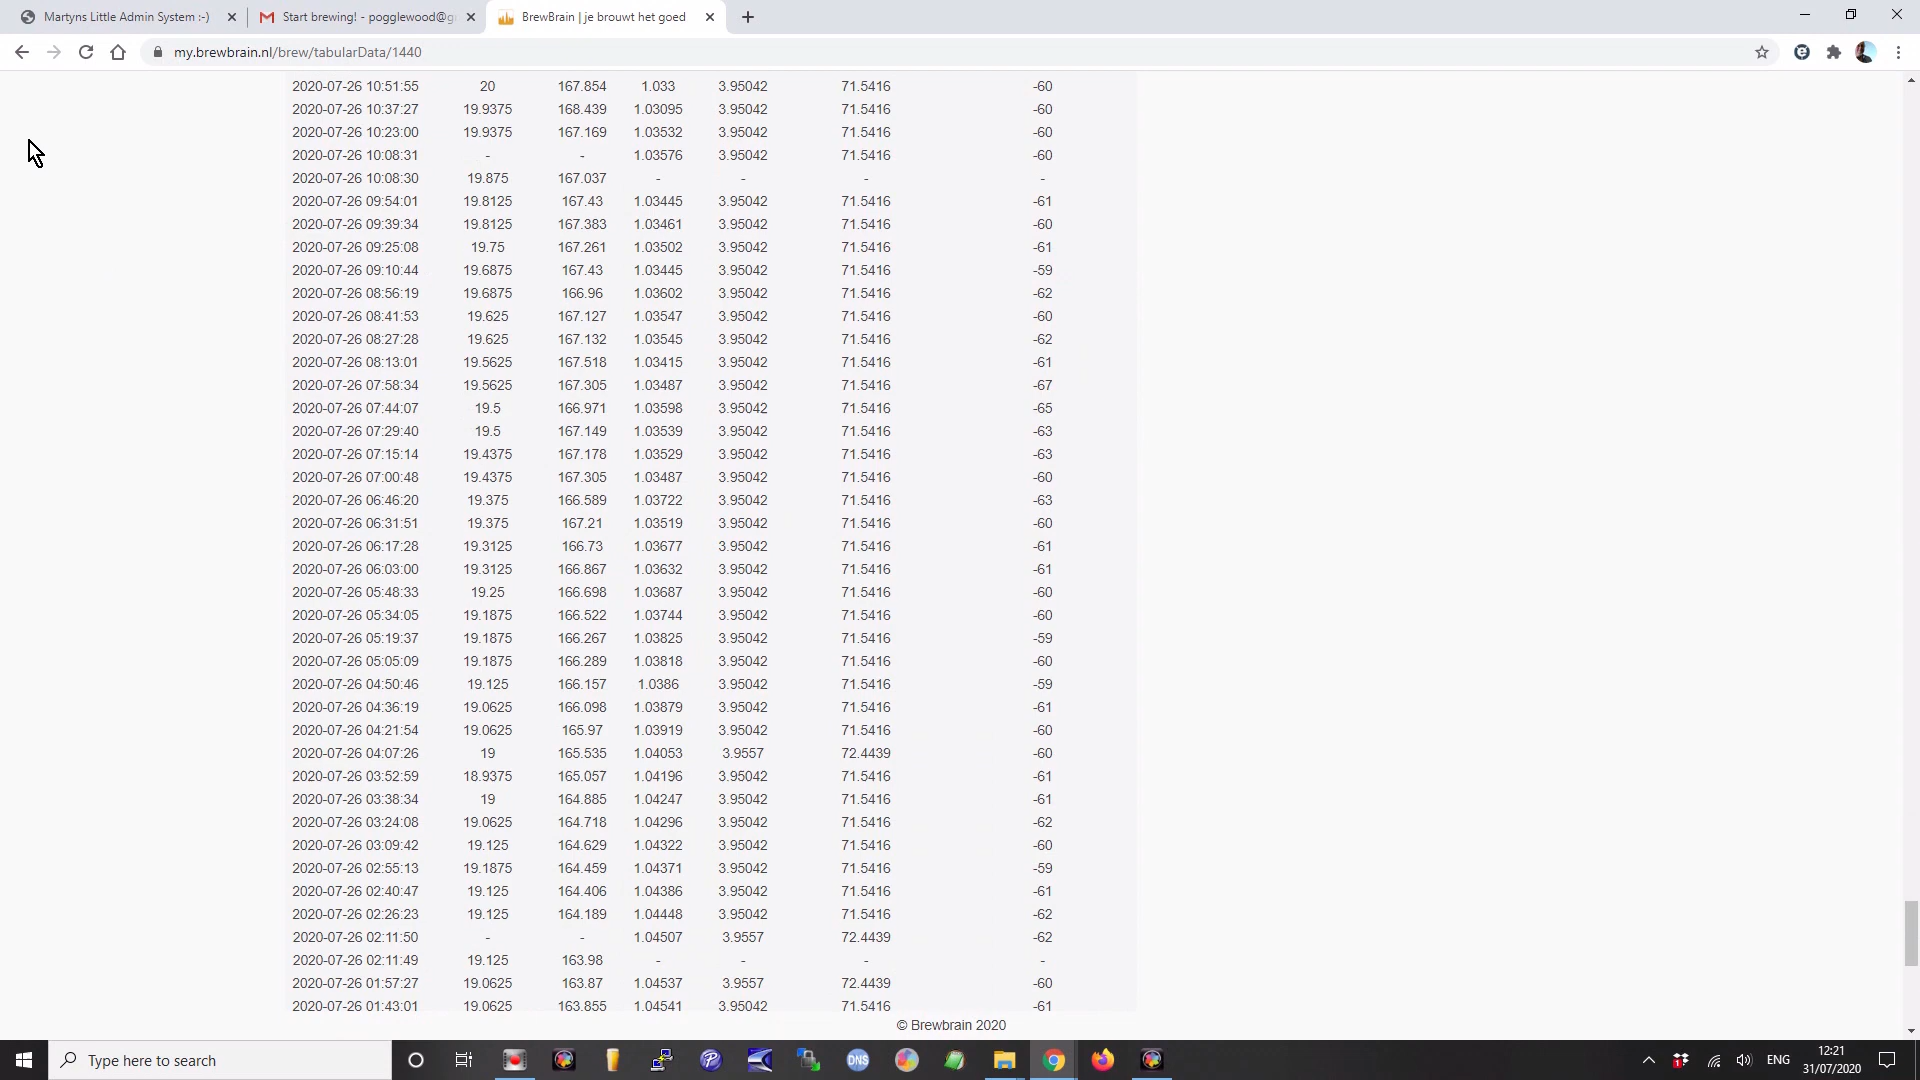 Martyns Little Admin System :-)
Start brewing! - pogglewood@g
BrewBrain | je brouwt het goed
my.brewbrain.nl/brew/tabularData/1440
2020-07-26 10:51:55 20 167.854 1.033 3.95042 71.5416 -60
2020-07-26 10:37:27 19.9375 168.439 1.03095 3.95042 71.5416 -60
2020-07-26 10:23:00 19.9375 167.169 1.03532 3.95042 71.5416 -60
2020-07-26 10:08:31 - - 1.03576 3.95042 71.5416 -60
2020-07-26 10:08:30 19.875 167.037 - - - -
2020-07-26 09:54:01 19.8125 167.43 1.03445 3.95042 71.5416 -61
2020-07-26 09:39:34 19.8125 167.383 1.03461 3.95042 71.5416 -60
2020-07-26 09:25:08 19.75 167.261 1.03502 3.95042 71.5416 -61
2020-07-26 09:10:44 19.6875 167.43 1.03445 3.95042 71.5416 -59
2020-07-26 08:56:19 19.6875 166.96 1.03602 3.95042 71.5416 -62
2020-07-26 08:41:53 19.625 167.127 1.03547 3.95042 71.5416 -60
2020-07-26 08:27:28 19.625 167.132 1.03545 3.95042 71.5416 -62
2020-07-26 08:13:01 19.5625 167.518 1.03415 3.95042 71.5416 -61
2020-07-26 07:58:34 19.5625 167.305 1.03487 3.95042 71.5416 -67
2020-07-26 07:44:07 19.5 166.971 1.03598 3.95042 71.5416 -65
2020-07-26 07:29:40 19.5 167.149 1.03539 3.95042 71.5416 -63
2020-07-26 07:15:14 19.4375 167.178 1.03529 3.95042 71.5416 -63
2020-07-26 07:00:48 19.4375 167.305 1.03487 3.95042 71.5416 -60
2020-07-26 06:46:20 19.375 166.589 1.03722 3.95042 71.5416 -63
2020-07-26 06:31:51 19.375 167.21 1.03519 3.95042 71.5416 -60
2020-07-26 06:17:28 19.3125 166.73 1.03677 3.95042 71.5416 -61
2020-07-26 06:03:00 19.3125 166.867 1.03632 3.95042 71.5416 -61
2020-07-26 05:48:33 19.25 166.698 1.03687 3.95042 71.5416 -60
2020-07-26 05:34:05 19.1875 166.522 1.03744 3.95042 71.5416 -60
2020-07-26 05:19:37 19.1875 166.267 1.03825 3.95042 71.5416 -59
2020-07-26 05:05:09 19.1875 166.289 1.03818 3.95042 71.5416 -60
2020-07-26 04:50:46 19.125 166.157 1.0386 3.95042 71.5416 -59
2020-07-26 04:36:19 19.0625 166.098 1.03879 3.95042 71.5416 -61
2020-07-26 04:21:54 19.0625 165.97 1.03919 3.95042 71.5416 -60
2020-07-26 04:07:26 19 165.535 1.04053 3.9557 72.4439 -60
2020-07-26 03:52:59 18.9375 165.057 1.04196 3.95042 71.5416 -61
2020-07-26 03:38:34 19 164.885 1.04247 3.95042 71.5416 -61
2020-07-26 03:24:08 19.0625 164.718 1.04296 3.95042 71.5416 -62
2020-07-26 03:09:42 19.125 164.629 1.04322 3.95042 71.5416 -60
2020-07-26 02:55:13 19.1875 164.459 1.04371 3.95042 71.5416 -59
2020-07-26 02:40:47 19.125 164.406 1.04386 3.95042 71.5416 -61
2020-07-26 02:26:23 19.125 164.189 1.04448 3.95042 71.5416 -62
2020-07-26 02:11:50 - - 1.04507 3.9557 72.4439 -62
2020-07-26 02:11:49 19.125 163.98 - - - -
2020-07-26 01:57:27 19.0625 163.87 1.04537 3.9557 72.4439 -60
2020-07-26 01:43:01 19.0625 163.855 1.04541 3.95042 71.5416 -61
© Brewbrain 2020
Type here to search
DNS
1
ENG
12:21
31/07/2020